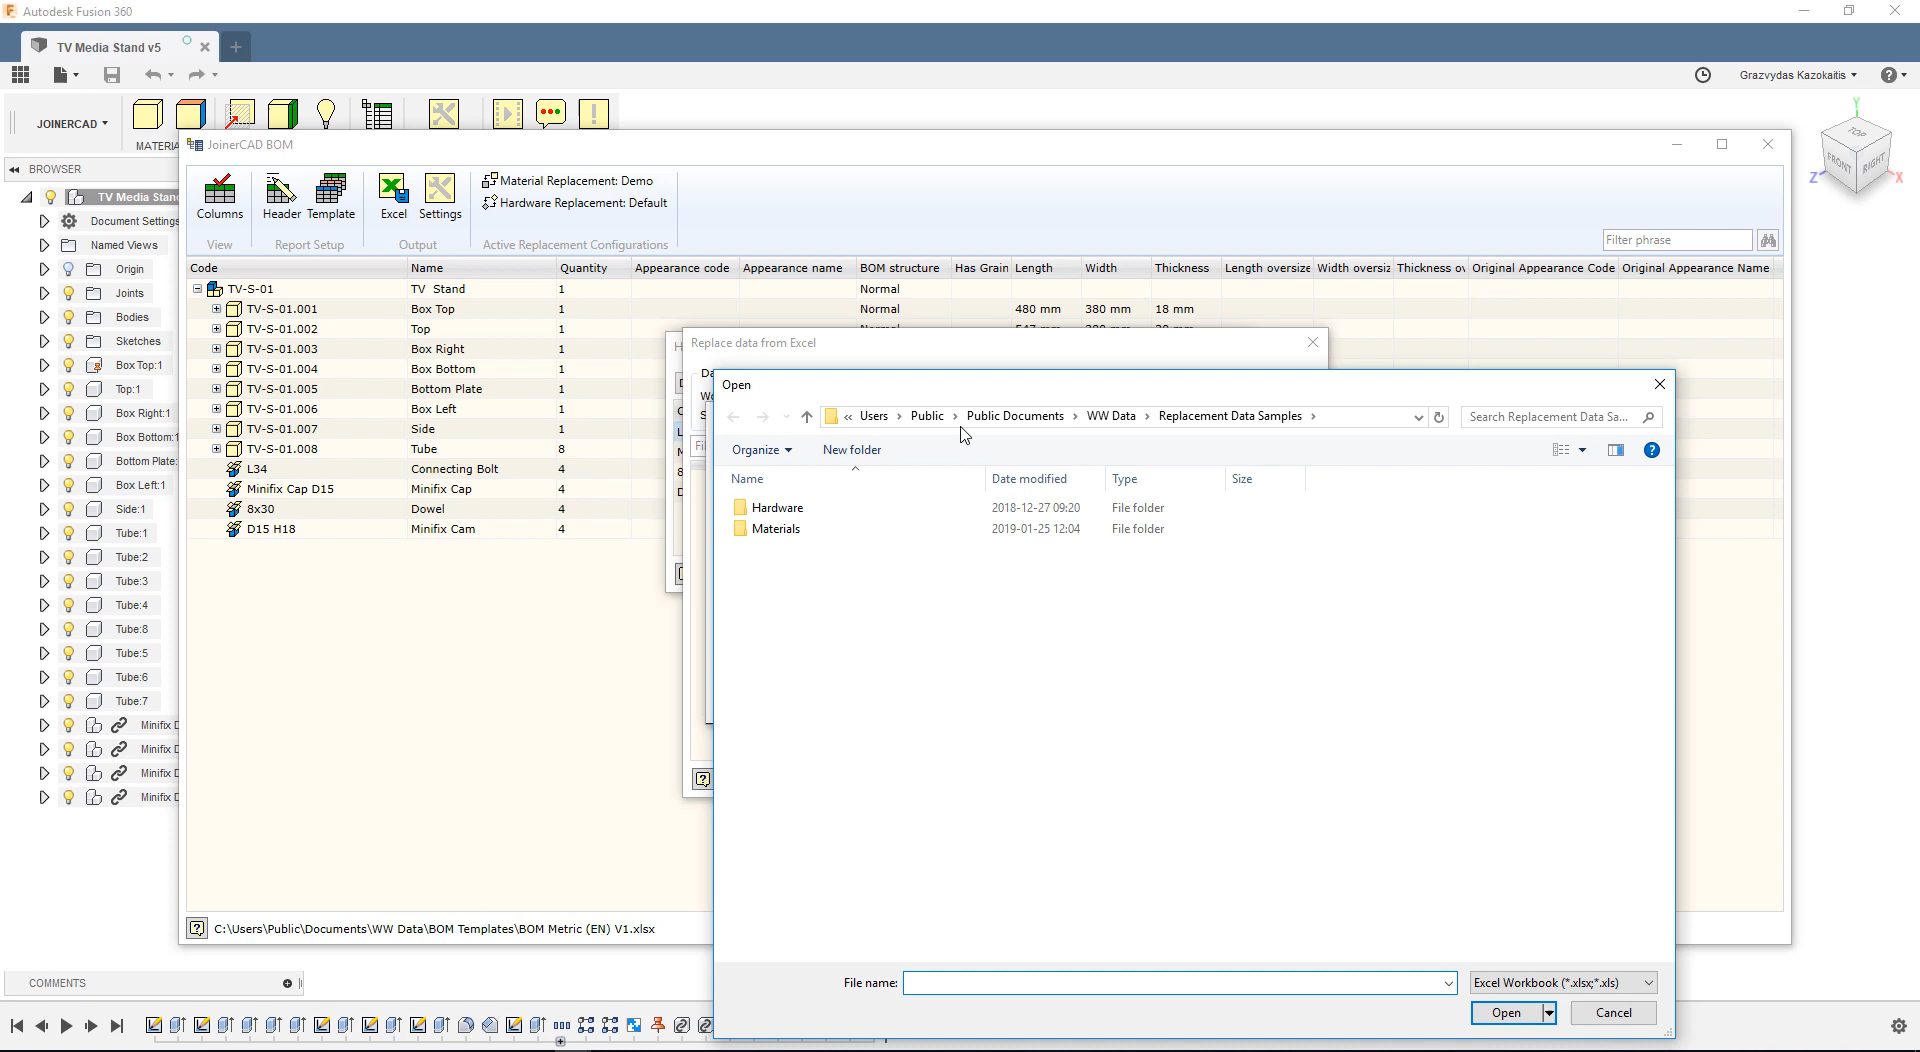 Autodesk Fusion 360
TV Media Stand v5
Grazvydas Kazokaitis
JOINERCAD
MATERIA
JoinerCAD BOM
BROWSER
TV Media Stan
Document Settings
Named Views
Origin
Joints
Bodies
Sketches
Box Top:1
Top:1
Box Right:1
Box Bottom:1
Bottom Plate:
Box Left:1
Side:1
Tube:1
Tube:2
Tube:3
Tube:4
Tube:8
Tube:5
Tube:6
Tube:7
Minifix D
Minifix D
Minifix D
Minifix D
Columns
Header Template
Excel Settings
Material Replacement: Demo
Hardware Replacement: Default
View
Report Setup
Output
Active Replacement Configurations
Filter phrase
Code Name Quantity Appearance code Appearance name BOM structure Has Grain Length Width Thickness Length oversize Width oversiz Thickness ov Original Appearance Code Original Appearance Name
TV-S-01 TV Stand 1 Normal
TV-S-01.001 Box Top 1 Normal 480 mm 380 mm 18 mm
TV-S-01.002 Top 1
TV-S-01.003 Box Right 1
TV-S-01.004 Box Bottom 1
TV-S-01.005 Bottom Plate 1
TV-S-01.006 Box Left 1
TV-S-01.007 Side 1
TV-S-01.008 Tube 8
L34 Connecting Bolt 4
Minifix Cap D15 Minifix Cap 4
8x30 Dowel 4
D15 H18 Minifix Cam 4
C:\Users\Public\Documents\WW Data\BOM Templates\BOM Metric (EN) V1.xlsx
Replace data from Excel
Open
« Users > Public > Public Documents > WW Data > Replacement Data Samples >
Search Replacement Data Sa...
Organize New folder
Name Date modified Type Size
Hardware 2018-12-27 09:20 File folder
Materials 2019-01-25 12:04 File folder
File name:
Excel Workbook (*.xlsx;*.xls)
Open Cancel
COMMENTS
TOP
FRONT
RIGHT
Y
Z
X